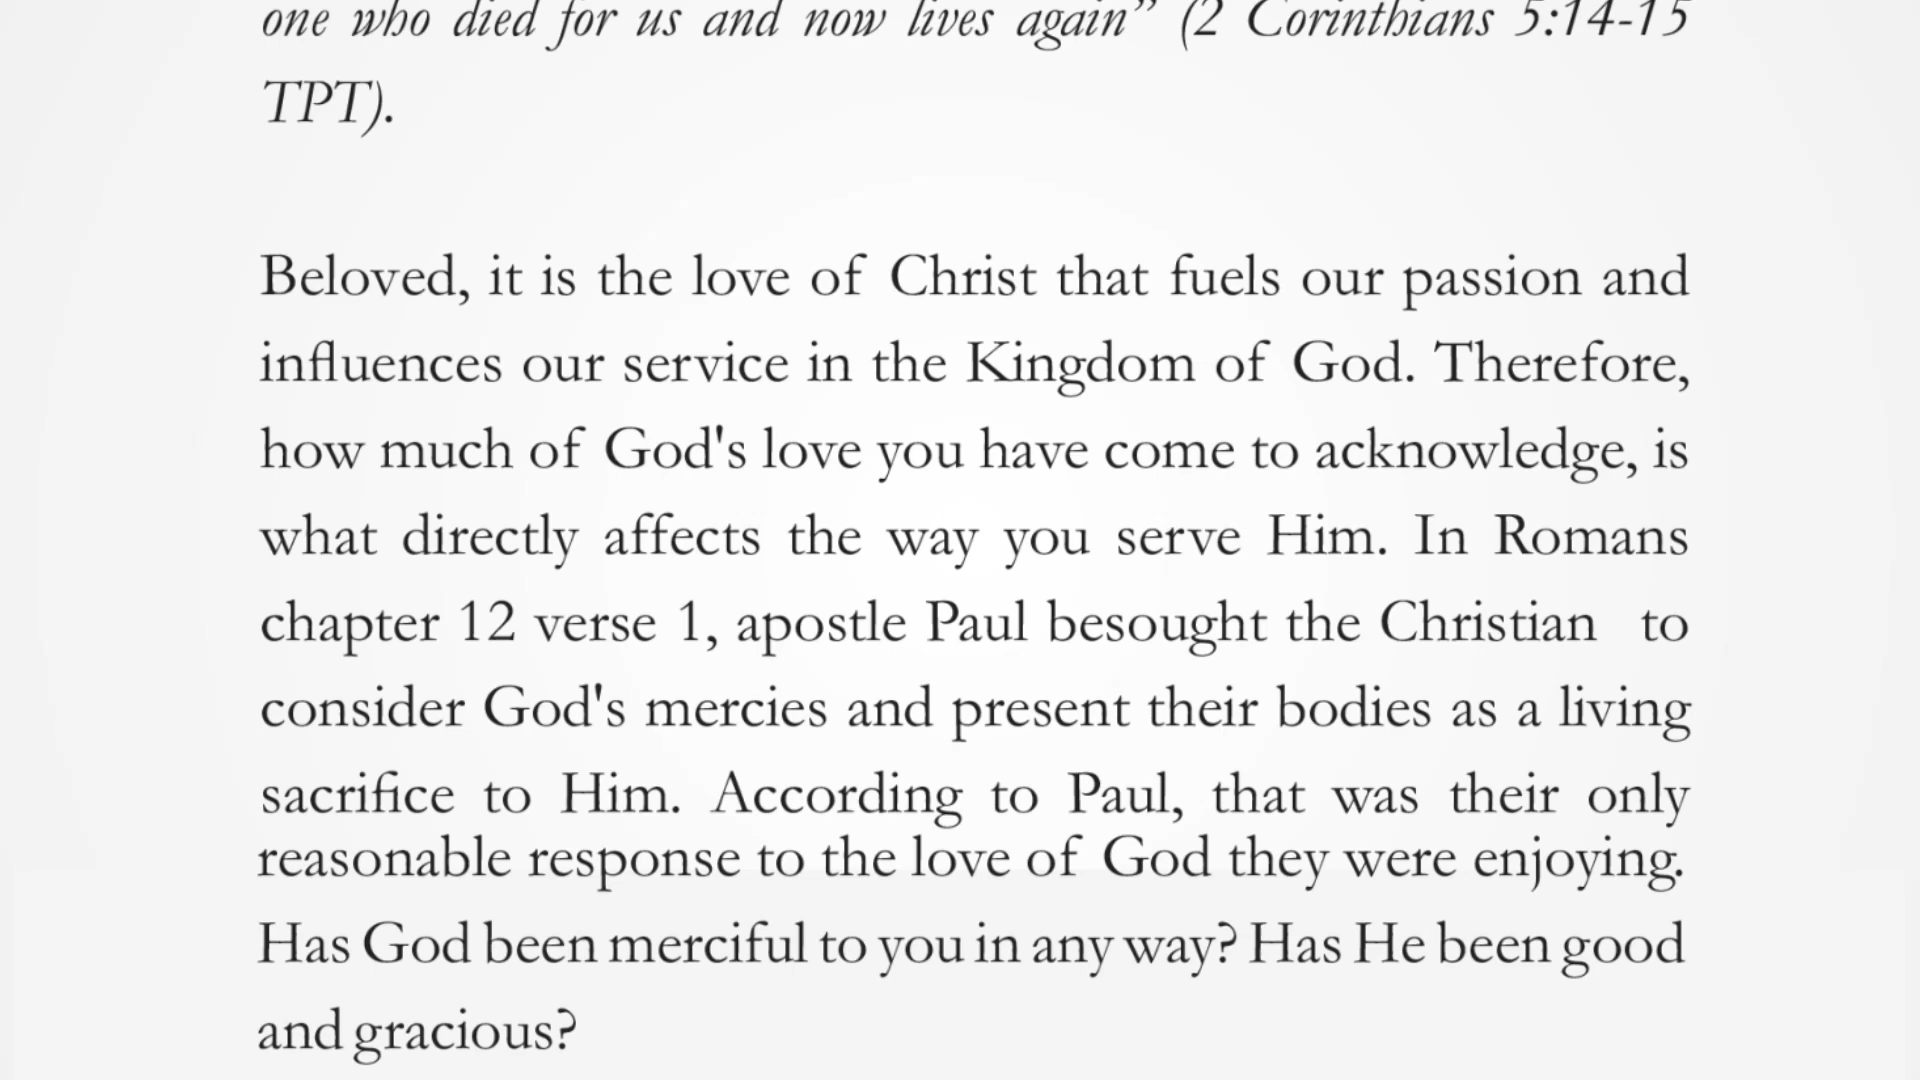 one who died for us and now lives again” (2 Corinthians 5:14-15
TPT).
Beloved, it is the love of Christ that fuels our passion and
influences our service in the Kingdom of God. Therefore,
how much of God's love you have come to acknowledge, is
what directly affects the way you serve Him. In Romans
chapter 12 verse 1, apostle Paul besought the Christian to
consider God's mercies and present their bodies as a living
sacrifice to Him. According to Paul, that was their only
reasonable response to the love of God they were enjoying.
Has God been merciful to you in any way? Has He been good
and gracious?